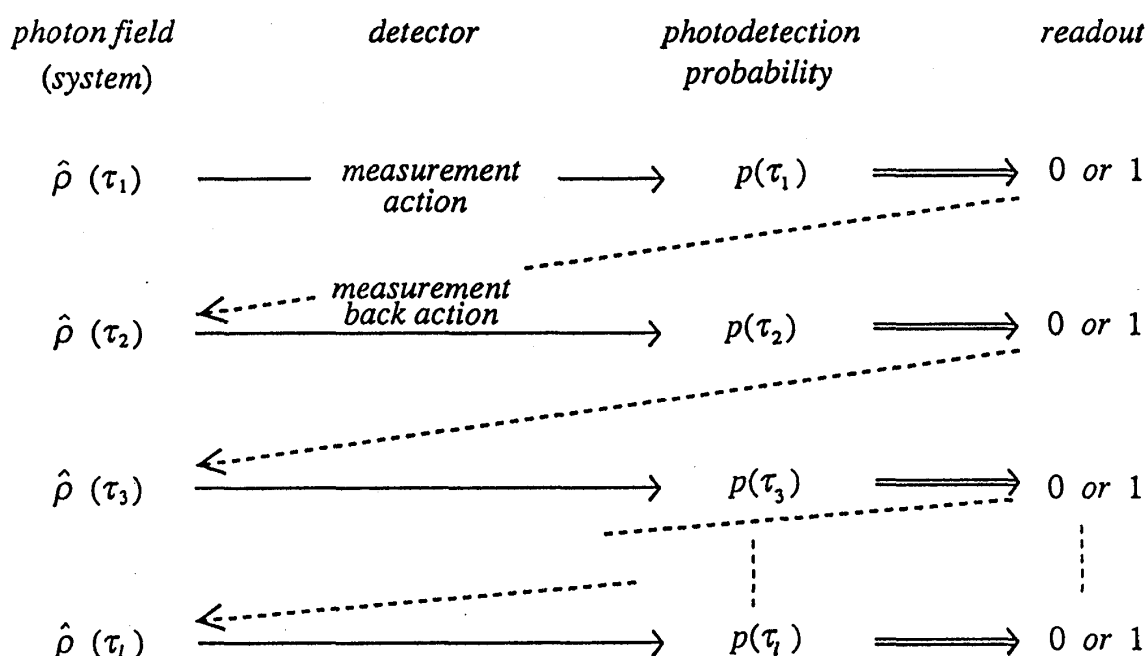 photon field detector photodetection readout
(system) probability
ρ̂ (τ₁) measurement action p(τ₁) 0 or 1
measurement back action
ρ̂ (τ₂) p(τ₂) 0 or 1
ρ̂ (τ₃) p(τ₃) 0 or 1
ρ̂ (τₗ) p(τₗ) 0 or 1